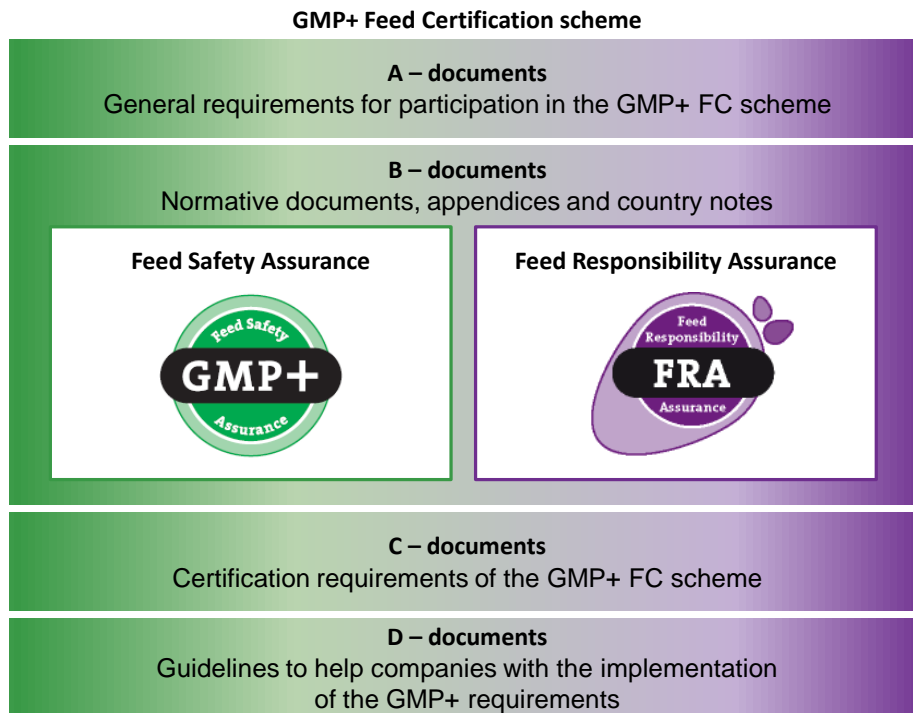 GMP+ Feed Certification scheme
A – documents
General requirements for participation in the GMP+ FC scheme
B – documents
Normative documents, appendices and country notes
Feed Safety Assurance
Feed Safety
GMP+
Assurance
Feed Responsibility Assurance
Feed
Responsibility
FRA
Assurance
C – documents
Certification requirements of the GMP+ FC scheme
D – documents
Guidelines to help companies with the implementation
of the GMP+ requirements